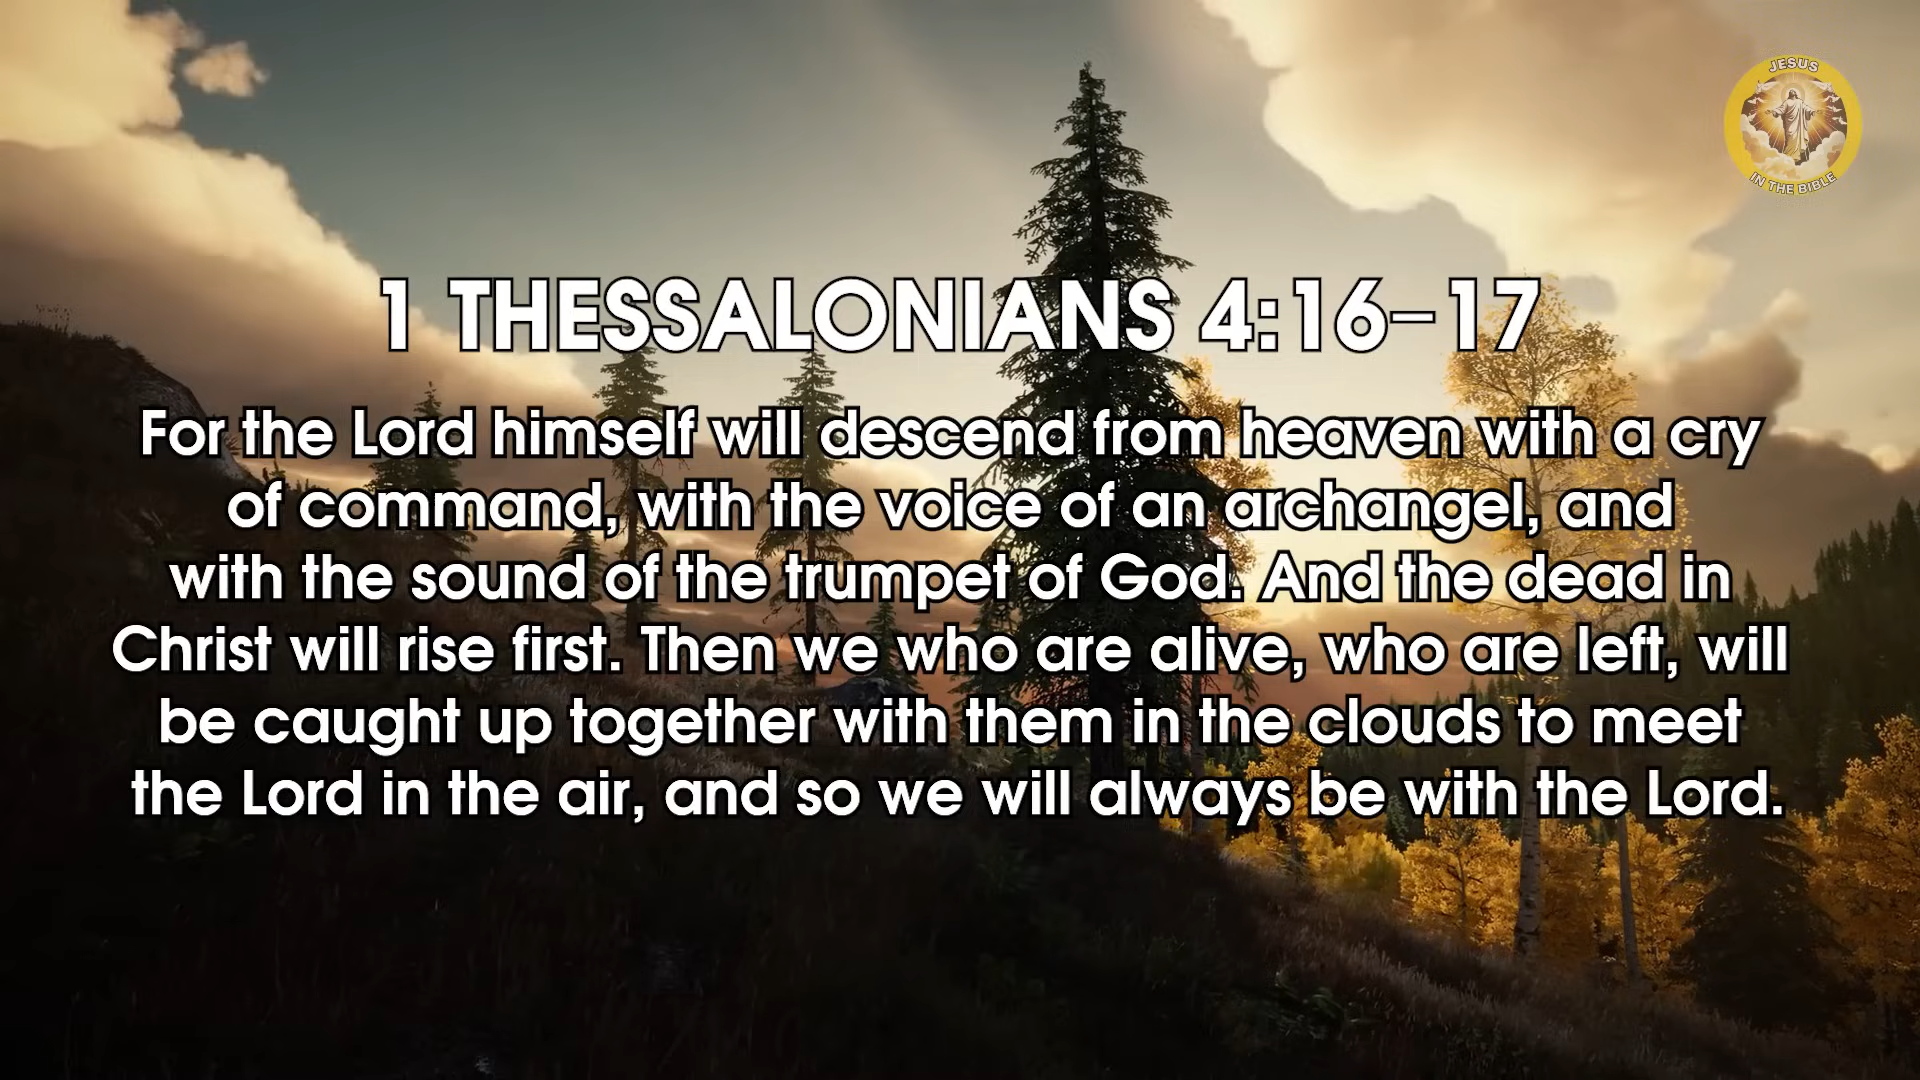 JESUS
IN THE BIBLE
1 THESSALONIANS 4:16–17
For the Lord himself will descend from heaven with a cry
of command, with the voice of an archangel, and
with the sound of the trumpet of God. And the dead in
Christ will rise first. Then we who are alive, who are left, will
be caught up together with them in the clouds to meet
the Lord in the air, and so we will always be with the Lord.